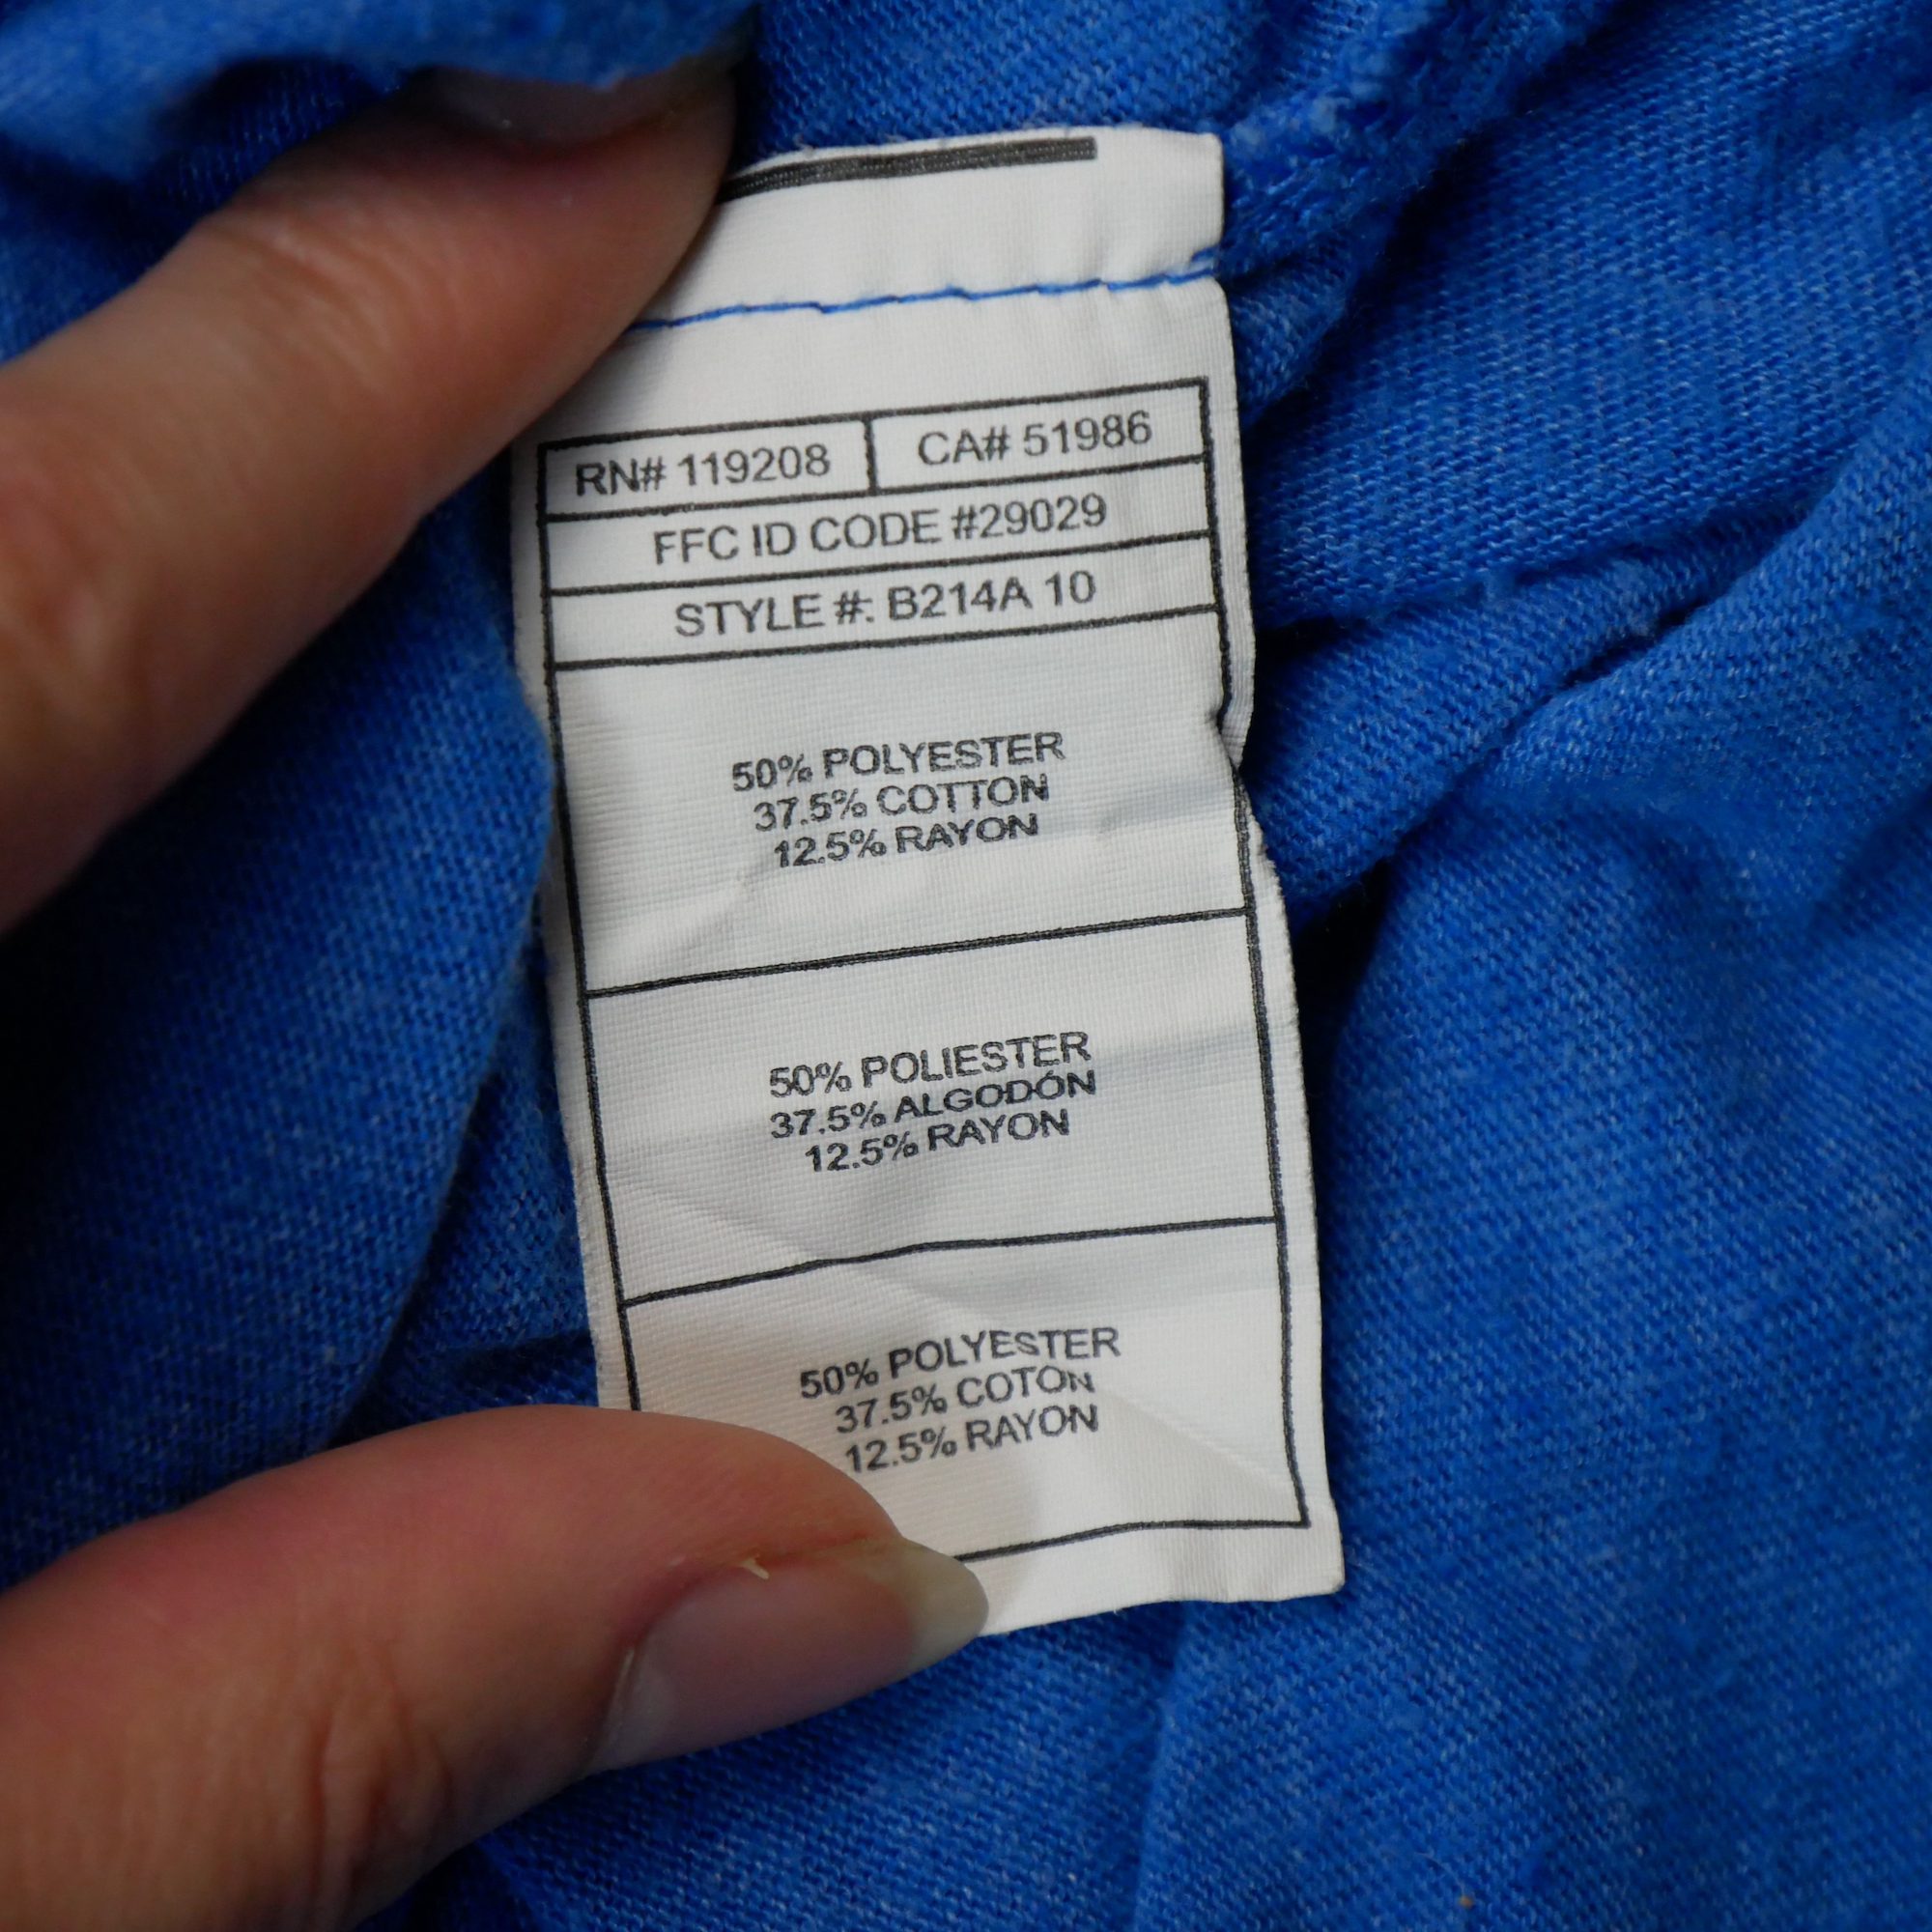 RN# 119208 CA# 51986
FFC ID CODE #29029
STYLE #: B214A 10
50% POLYESTER
37.5% COTTON
12.5% RAYON
50% POLIESTER
37.5% ALGODÓN
12.5% RAYON
50% POLYESTER
37.5% COTON
12.5% RAYON